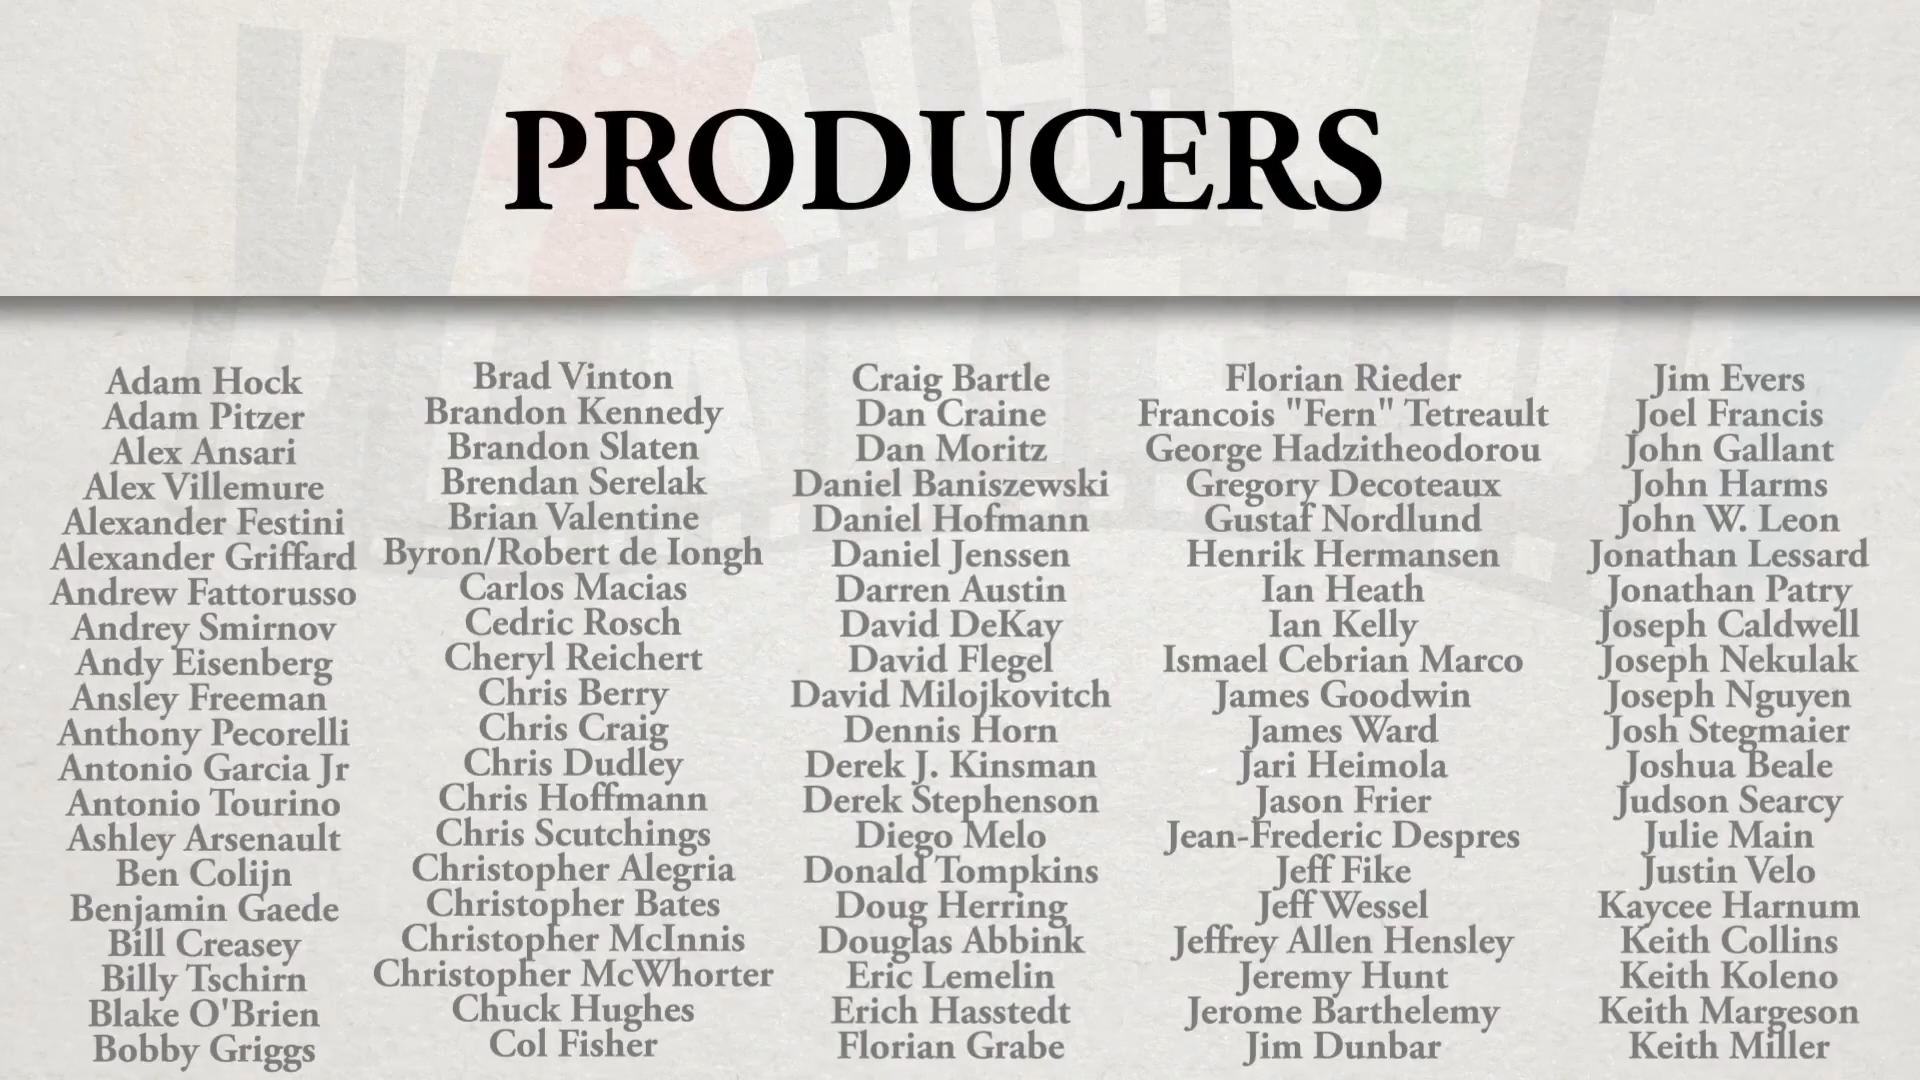 PRODUCERS
Adam Hock
Adam Pitzer
Alex Ansari
Alex Villemure
Alexander Festini
Alexander Griffard
Andrew Fattorusso
Andrey Smirnov
Andy Eisenberg
Ansley Freeman
Anthony Pecorelli
Antonio Garcia Jr
Antonio Tourino
Ashley Arsenault
Ben Colijn
Benjamin Gaede
Bill Creasey
Billy Tschirn
Blake O'Brien
Bobby Griggs
Brad Vinton
Brandon Kennedy
Brandon Slaten
Brendan Serelak
Brian Valentine
Byron/Robert de Iongh
Carlos Macias
Cedric Rosch
Cheryl Reichert
Chris Berry
Chris Craig
Chris Dudley
Chris Hoffmann
Chris Scutchings
Christopher Alegria
Christopher Bates
Christopher McInnis
Christopher McWhorter
Chuck Hughes
Col Fisher
Craig Bartle
Dan Craine
Dan Moritz
Daniel Baniszewski
Daniel Hofmann
Daniel Jenssen
Darren Austin
David DeKay
David Flegel
David Milojkovitch
Dennis Horn
Derek J. Kinsman
Derek Stephenson
Diego Melo
Donald Tompkins
Doug Herring
Douglas Abbink
Eric Lemelin
Erich Hasstedt
Florian Grabe
Florian Rieder
Francois "Fern" Tetreault
George Hadzitheodorou
Gregory Decoteaux
Gustaf Nordlund
Henrik Hermansen
Ian Heath
Ian Kelly
Ismael Cebrian Marco
James Goodwin
James Ward
Jari Heimola
Jason Frier
Jean-Frederic Despres
Jeff Fike
Jeff Wessel
Jeffrey Allen Hensley
Jeremy Hunt
Jerome Barthelemy
Jim Dunbar
Jim Evers
Joel Francis
John Gallant
John Harms
John W. Leon
Jonathan Lessard
Jonathan Patry
Joseph Caldwell
Joseph Nekulak
Joseph Nguyen
Josh Stegmaier
Joshua Beale
Judson Searcy
Julie Main
Justin Velo
Kaycee Harnum
Keith Collins
Keith Koleno
Keith Margeson
Keith Miller